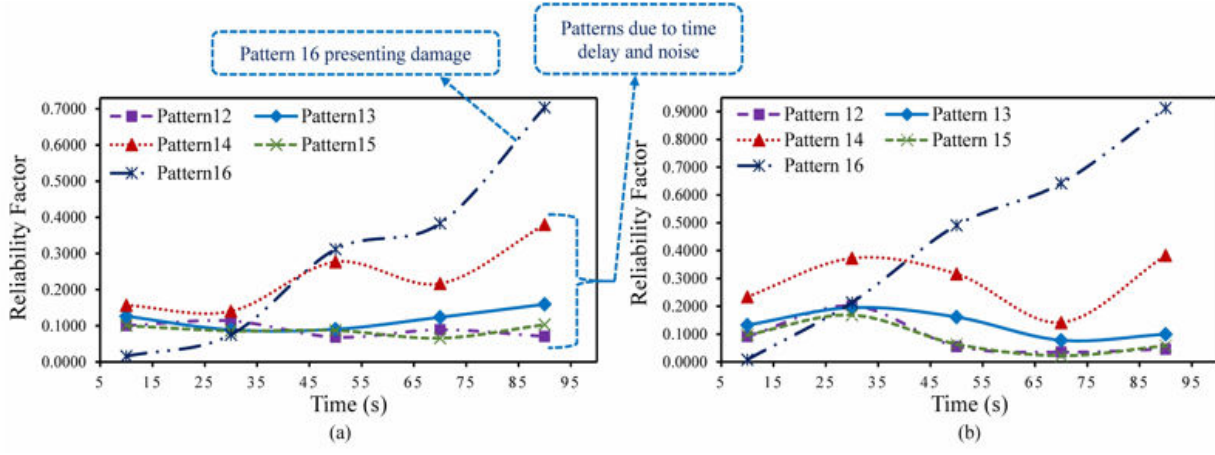 Pattern 16 presenting damage
Patterns due to time
delay and noise
Reliability Factor
0.7000
0.6000
0.5000
0.4000
0.3000
0.2000
0.1000
0.0000
Pattern12
Pattern13
Pattern14
Pattern15
Pattern16
5 15 25 35 45 55 65 75 85 95
Time (s)
(a)
Reliability Factor
0.9000
0.8000
0.7000
0.6000
0.5000
0.4000
0.3000
0.2000
0.1000
0.0000
Pattern 12
Pattern 13
Pattern 14
Pattern 15
Pattern 16
5 15 25 35 45 55 65 75 85 95
Time (s)
(b)